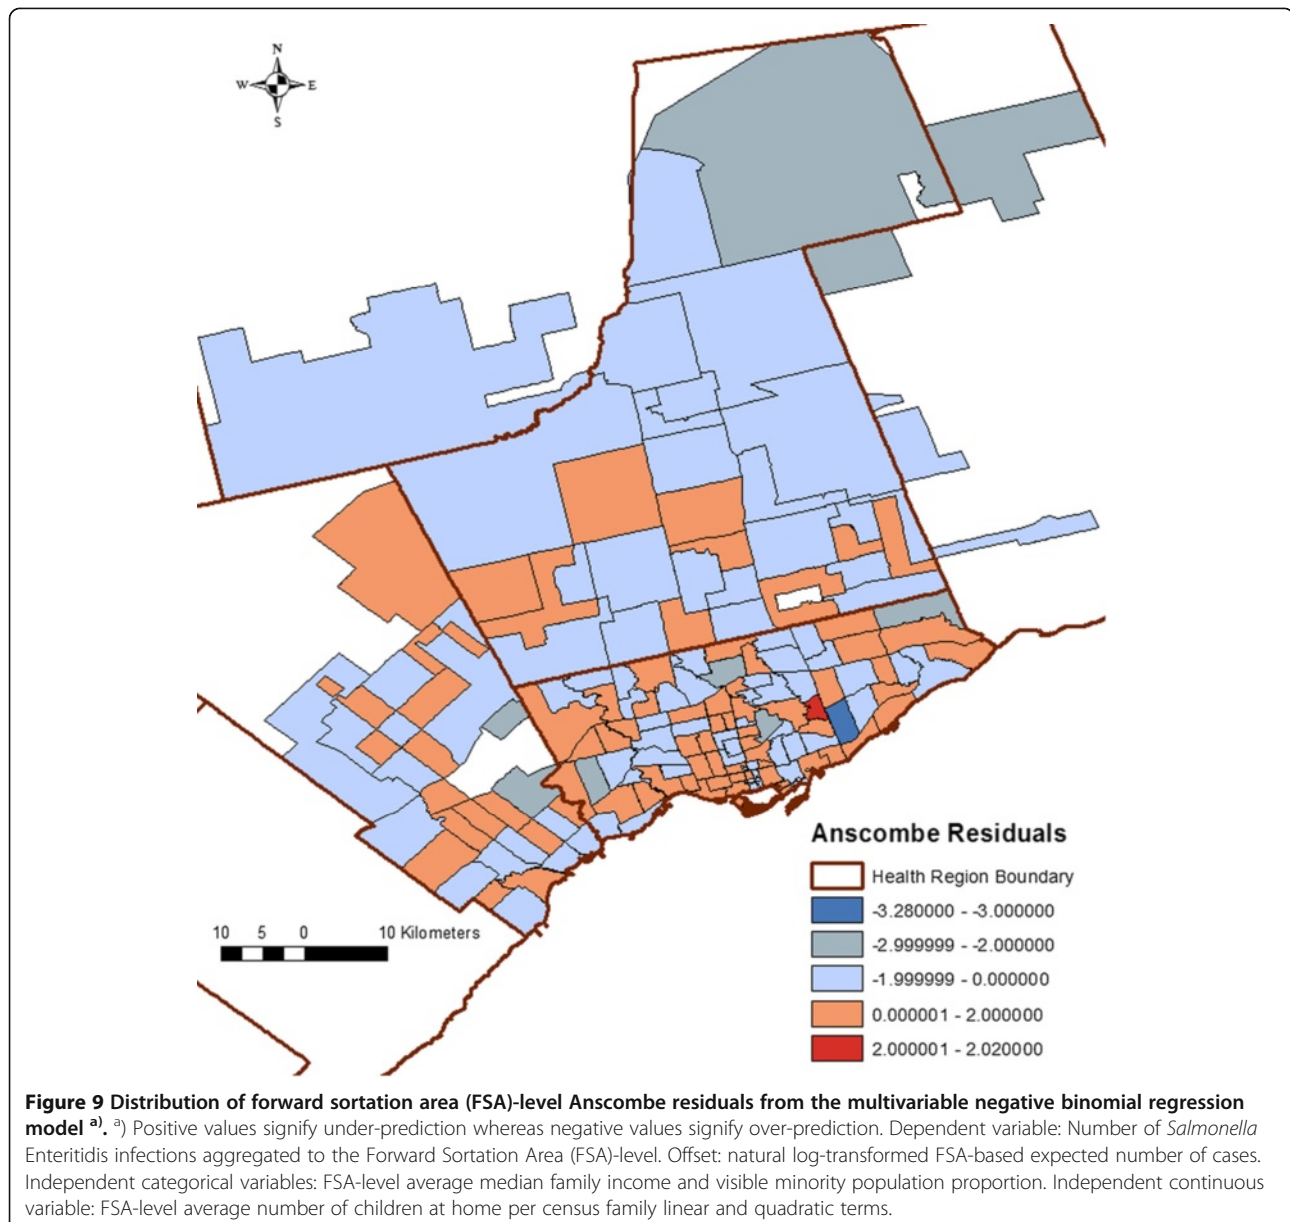 N
W E
S
Anscombe Residuals
Health Region Boundary
-3.280000 - -3.000000
-2.999999 - -2.000000
-1.999999 - 0.000000
0.000001 - 2.000000
2.000001 - 2.020000
10 5 0 10 Kilometers
Figure 9 Distribution of forward sortation area (FSA)-level Anscombe residuals from the multivariable negative binomial regression
model a). a) Positive values signify under-prediction whereas negative values signify over-prediction. Dependent variable: Number of Salmonella
Enteritidis infections aggregated to the Forward Sortation Area (FSA)-level. Offset: natural log-transformed FSA-based expected number of cases.
Independent categorical variables: FSA-level average median family income and visible minority population proportion. Independent continuous
variable: FSA-level average number of children at home per census family linear and quadratic terms.